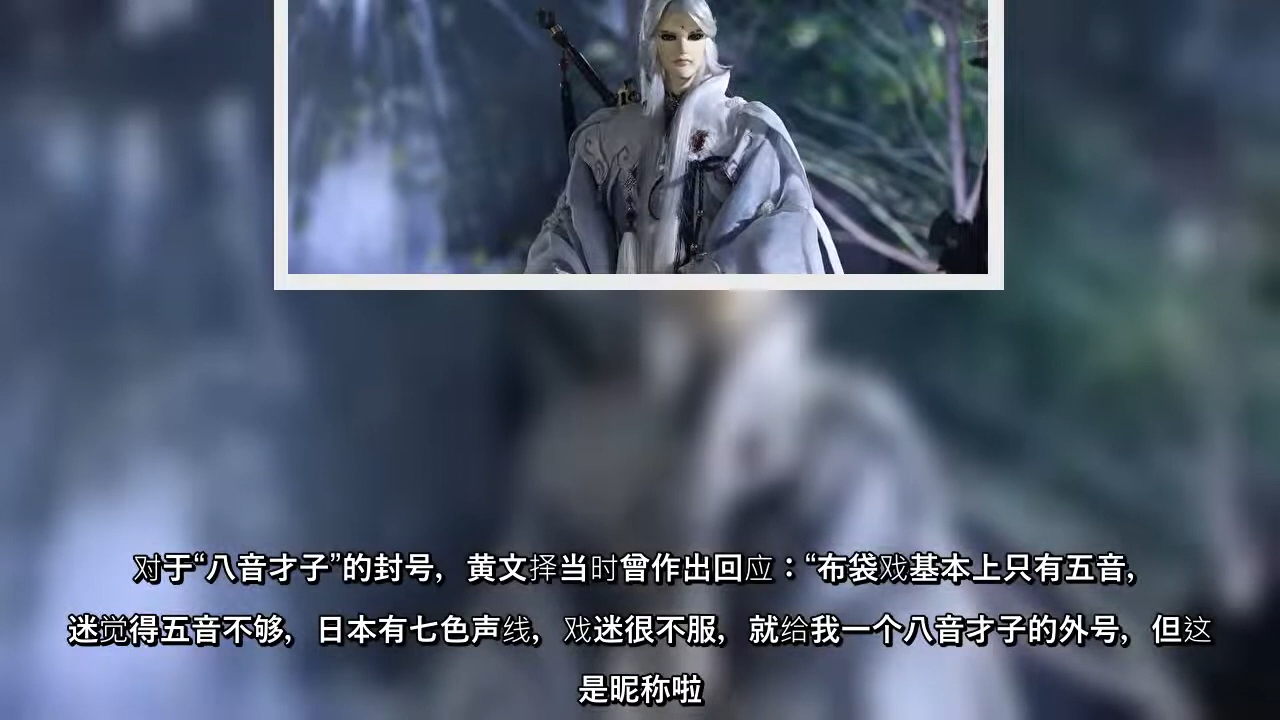 对于“八音才子”的封号，黄文择当时曾作出回应：“布袋戏基本上只有五音，
迷觉得五音不够，日本有七色声线，戏迷很不服，就给我一个八音才子的外号，但这
是昵称啦